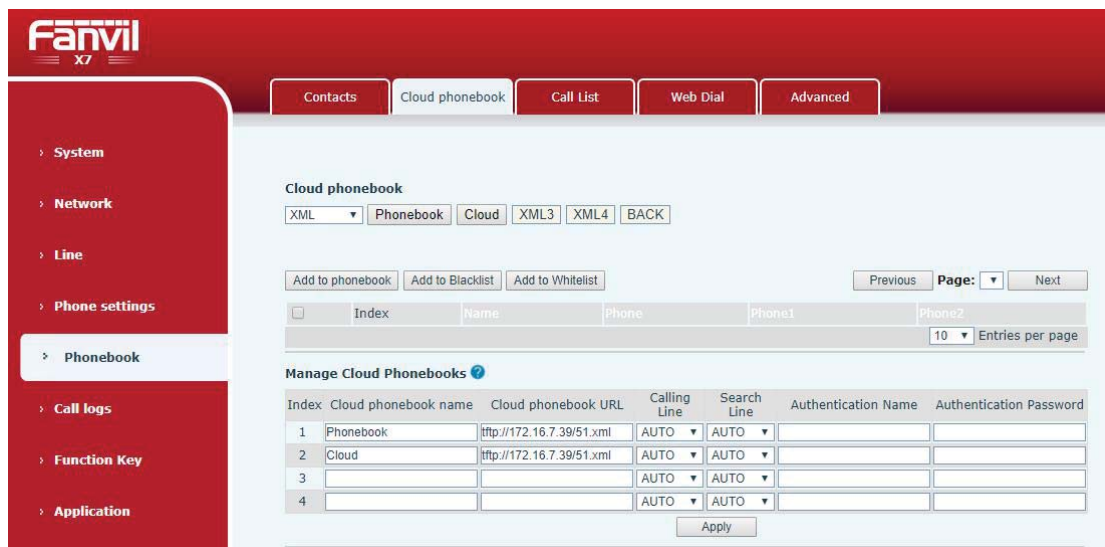 Fanvil
X7
Contacts
Cloud phonebook
Call List
Web Dial
Advanced
System
Network
Line
Phone settings
Phonebook
Call logs
Function Key
Application
Cloud phonebook
XML Phonebook Cloud XML3 XML4 BACK
Add to phonebook Add to Blacklist Add to Whitelist Previous Page: Next
Index Name Phone Phone1 Phone2
10 Entries per page
Manage Cloud Phonebooks ?
Index Cloud phonebook name Cloud phonebook URL Calling Line Search Line Authentication Name Authentication Password
1 Phonebook tftp://172.16.7.39/51.xml AUTO AUTO
2 Cloud tftp://172.16.7.39/51.xml AUTO AUTO
3 AUTO AUTO
4 AUTO AUTO
Apply